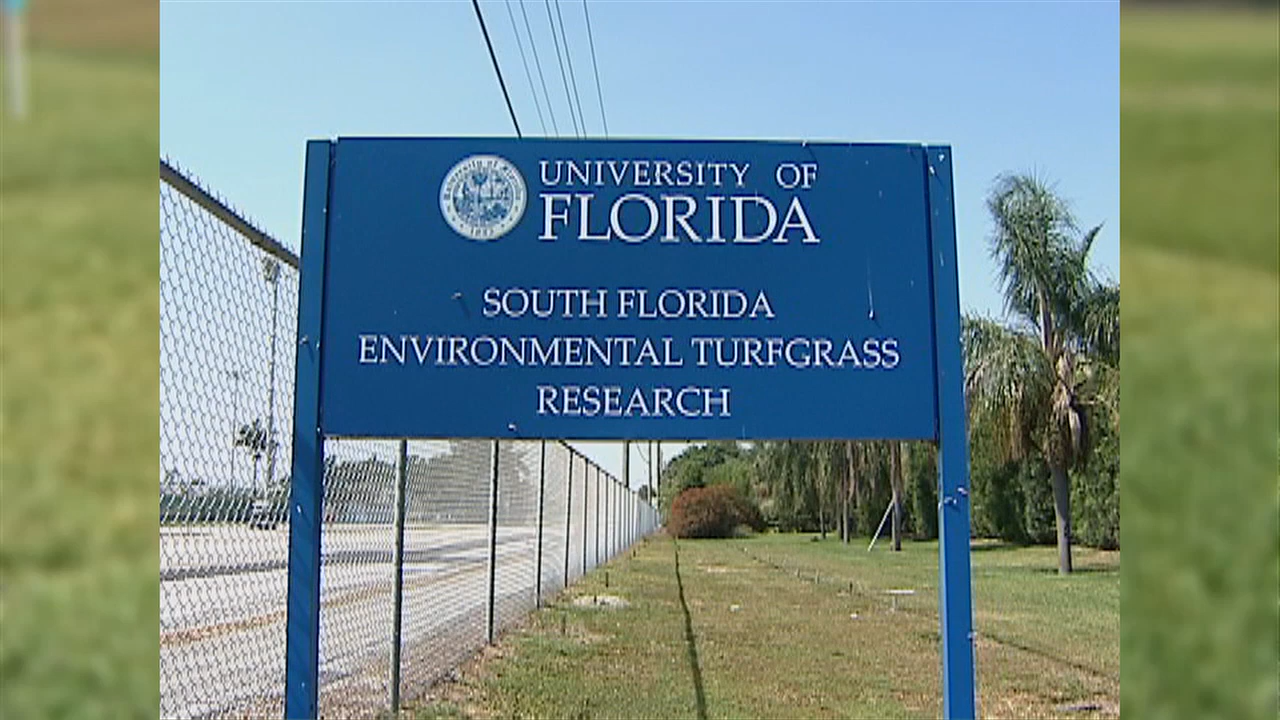 UNIVERSITY OF
FLORIDA
SOUTH FLORIDA
ENVIRONMENTAL TURFGRASS
RESEARCH